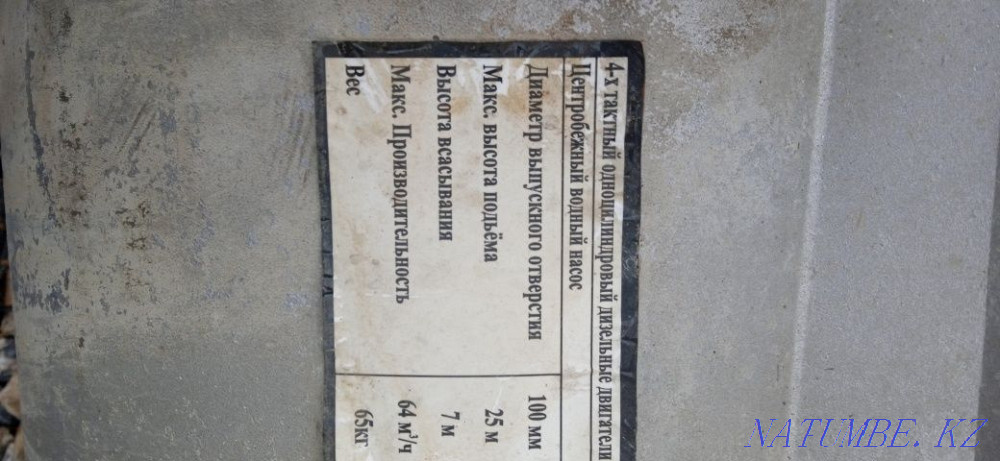 4-х тактный одноцилиндровый дизельные двигатели
Центробежный водный насос
Диаметр выпускного отверстия 100 мм
Макс. высота подьёма 25 м
Высота всасывания 7 м
Макс. Производительность 64 м³/ч
Вес 65кг
NATUMBE.KZ